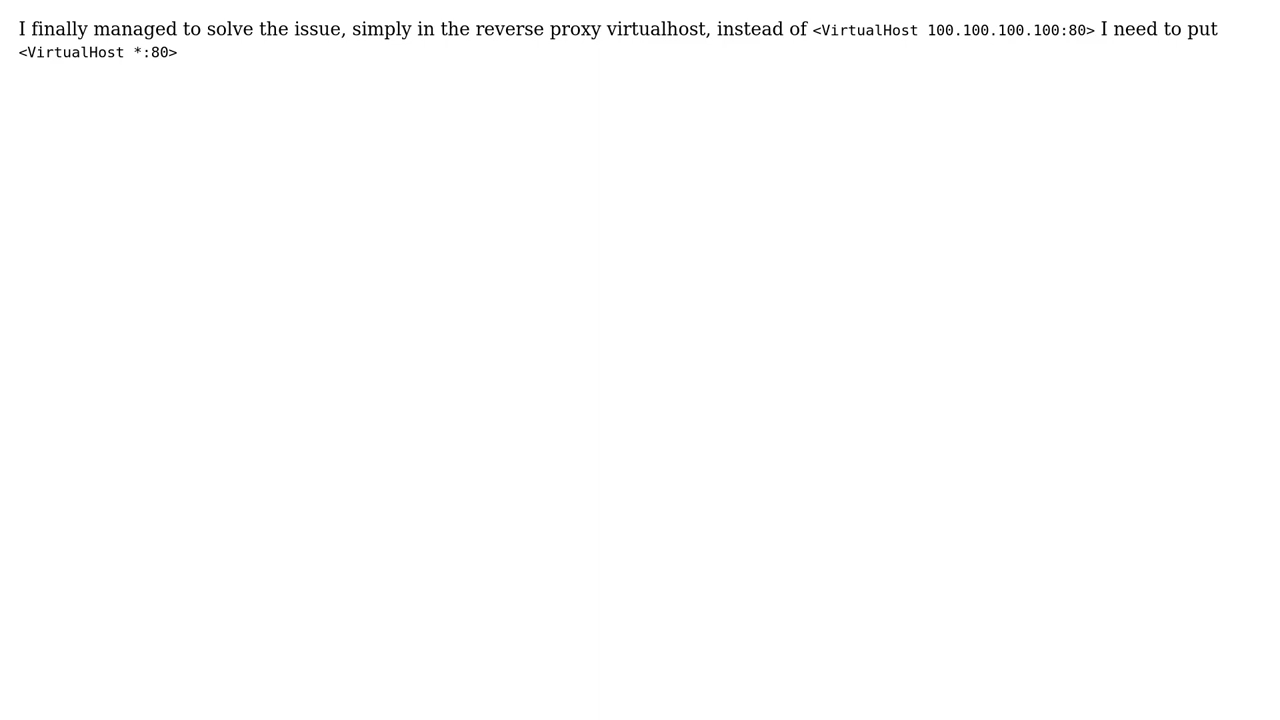 I finally managed to solve the issue, simply in the reverse proxy virtualhost, instead of <VirtualHost 100.100.100.100:80> I need to put
<VirtualHost *:80>